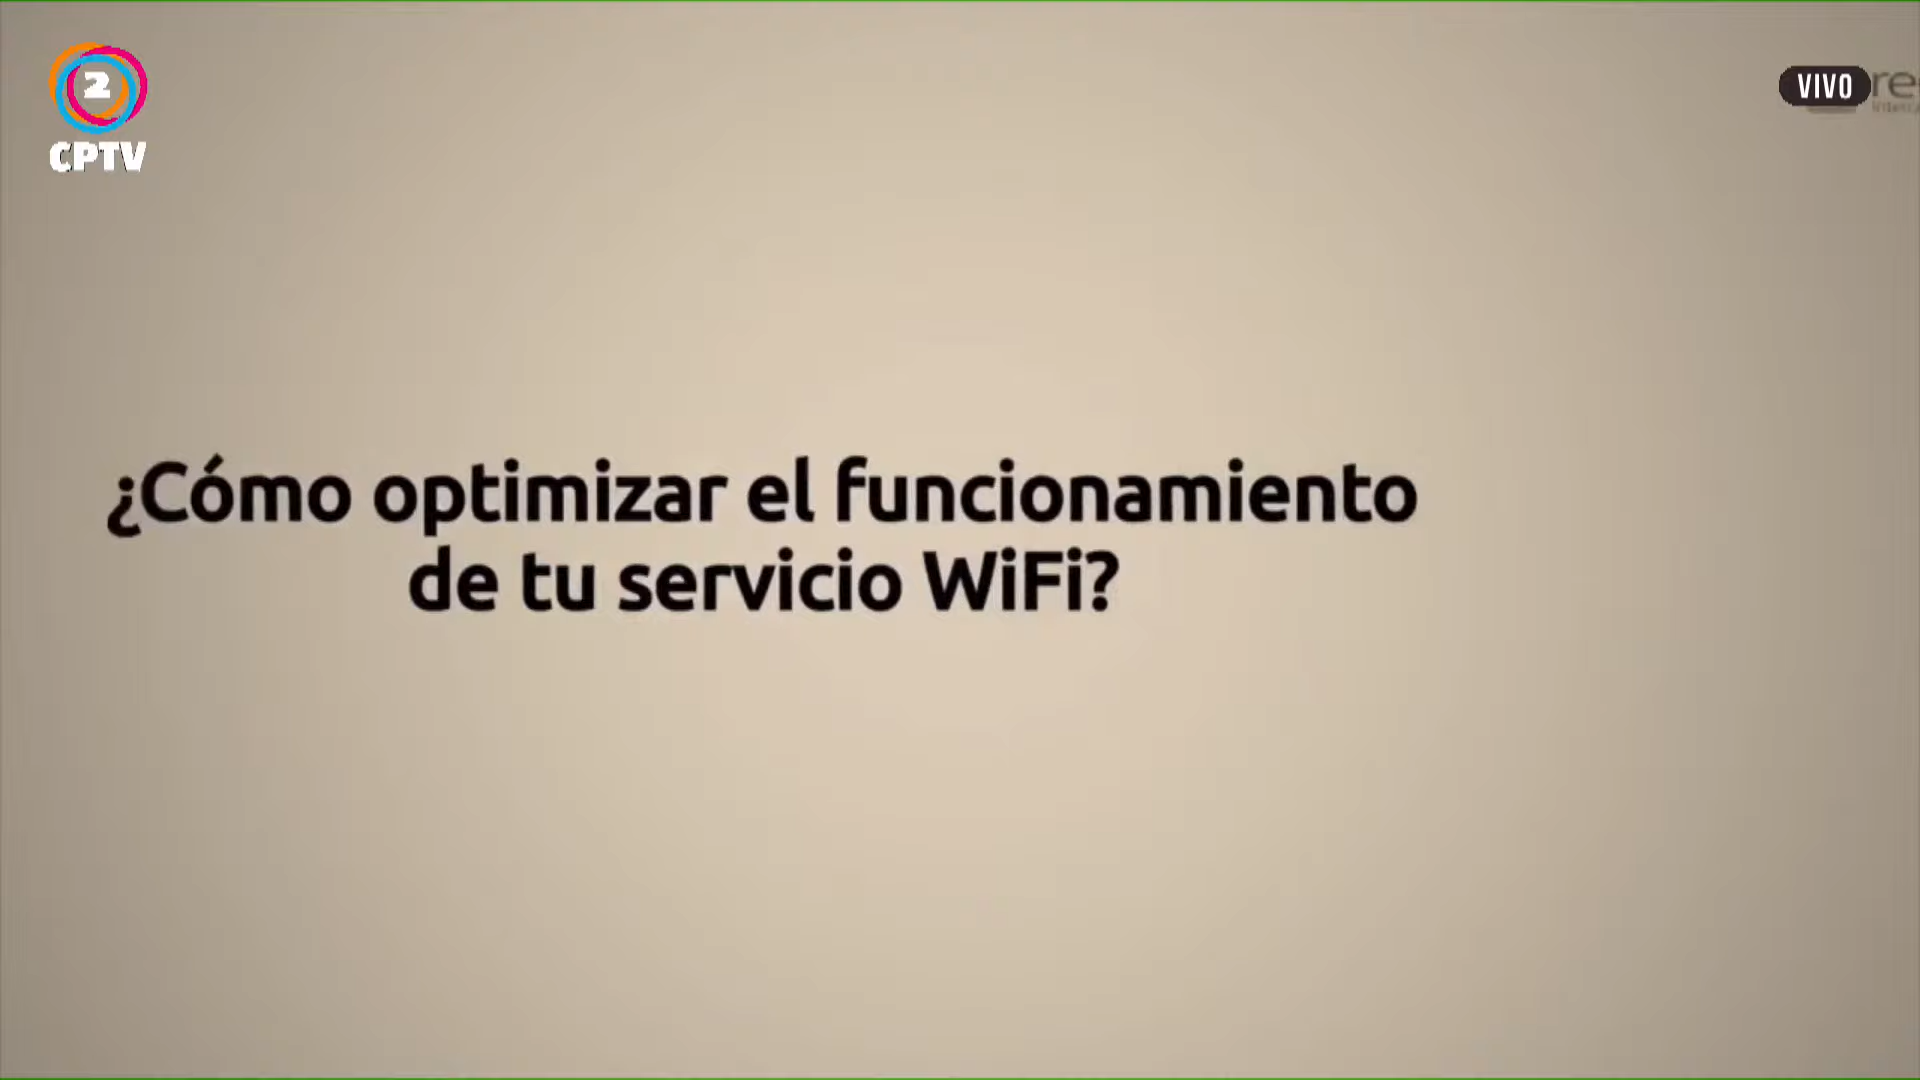 2
CPTV
VIVO
¿Cómo optimizar el funcionamiento
de tu servicio WiFi?